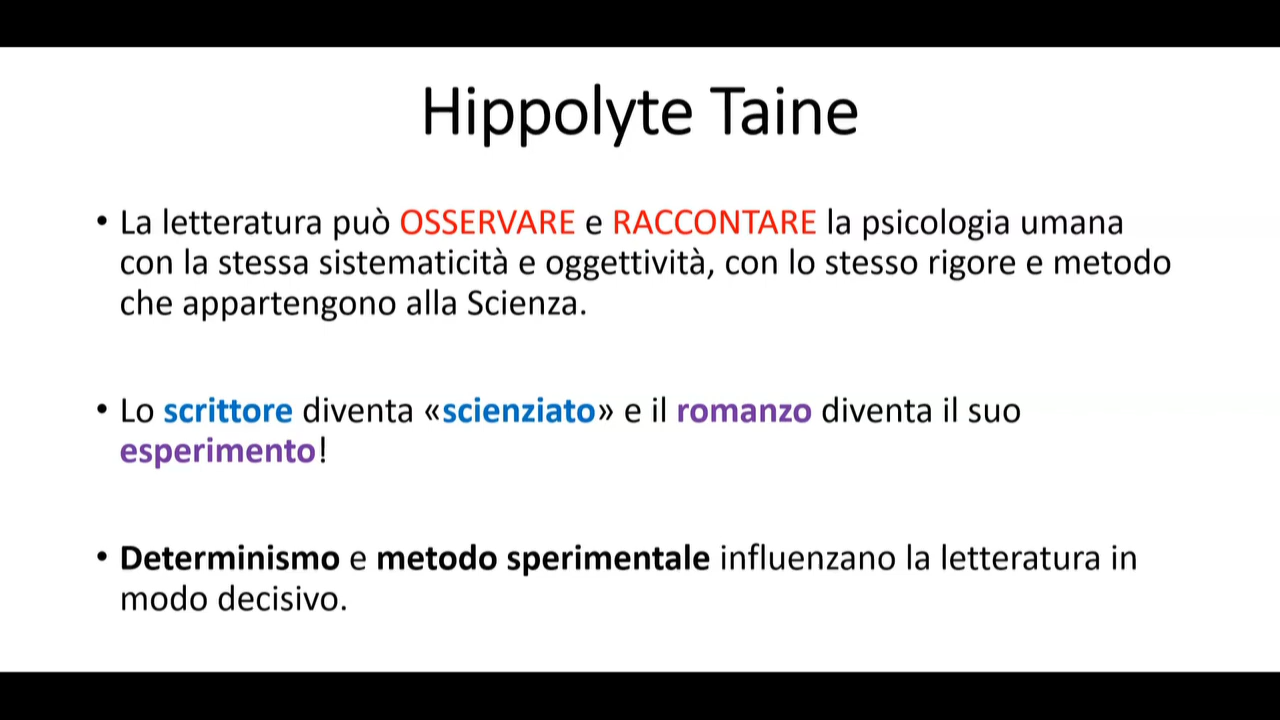 Hippolyte Taine
• La letteratura può OSSERVARE e RACCONTARE la psicologia umana
con la stessa sistematicità e oggettività, con lo stesso rigore e metodo
che appartengono alla Scienza.
• Lo scrittore diventa «scienziato» e il romanzo diventa il suo
esperimento!
• Determinismo e metodo sperimentale influenzano la letteratura in
modo decisivo.